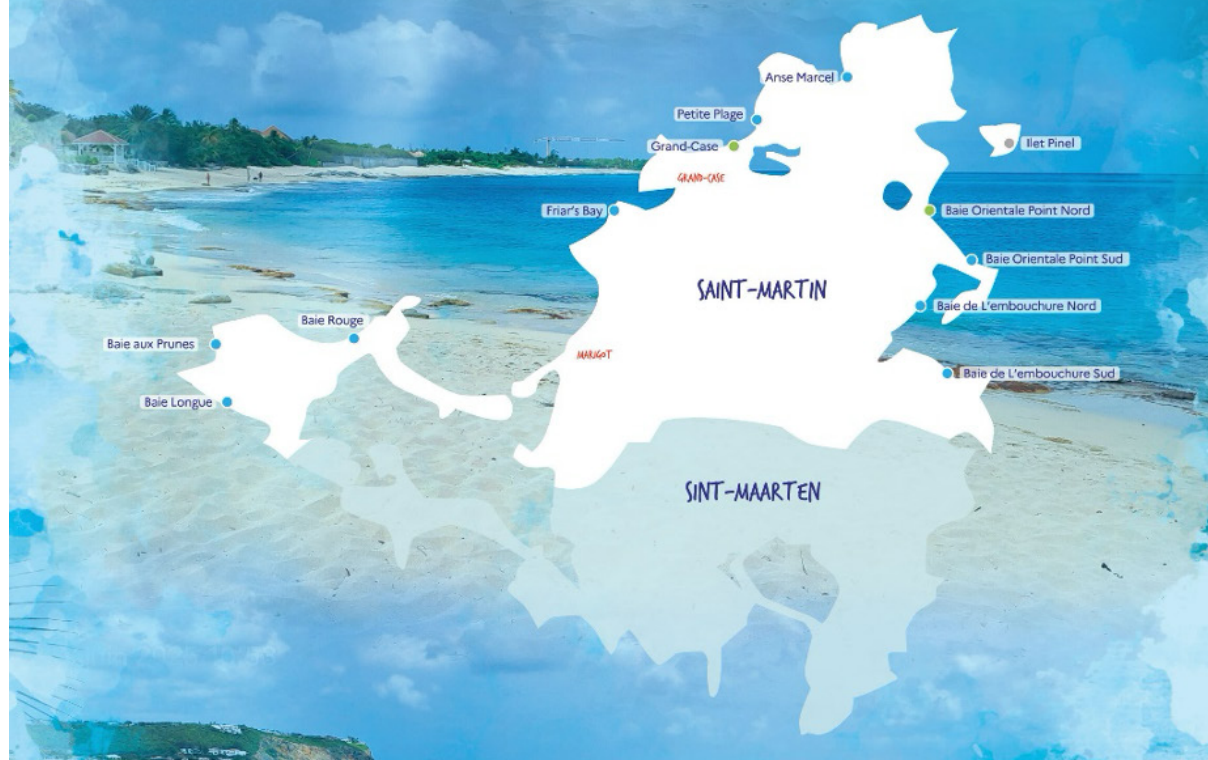 Anse Marcel
Petite Plage
Grand-Case
Ilet Pinel
GRAND-CASE
Friar's Bay
Baie Orientale Point Nord
Baie Orientale Point Sud
SAINT-MARTIN
Baie de L'embouchure Nord
Baie Rouge
Baie aux Prunes
MARIGOT
Baie de L'embouchure Sud
Baie Longue
SINT-MAARTEN